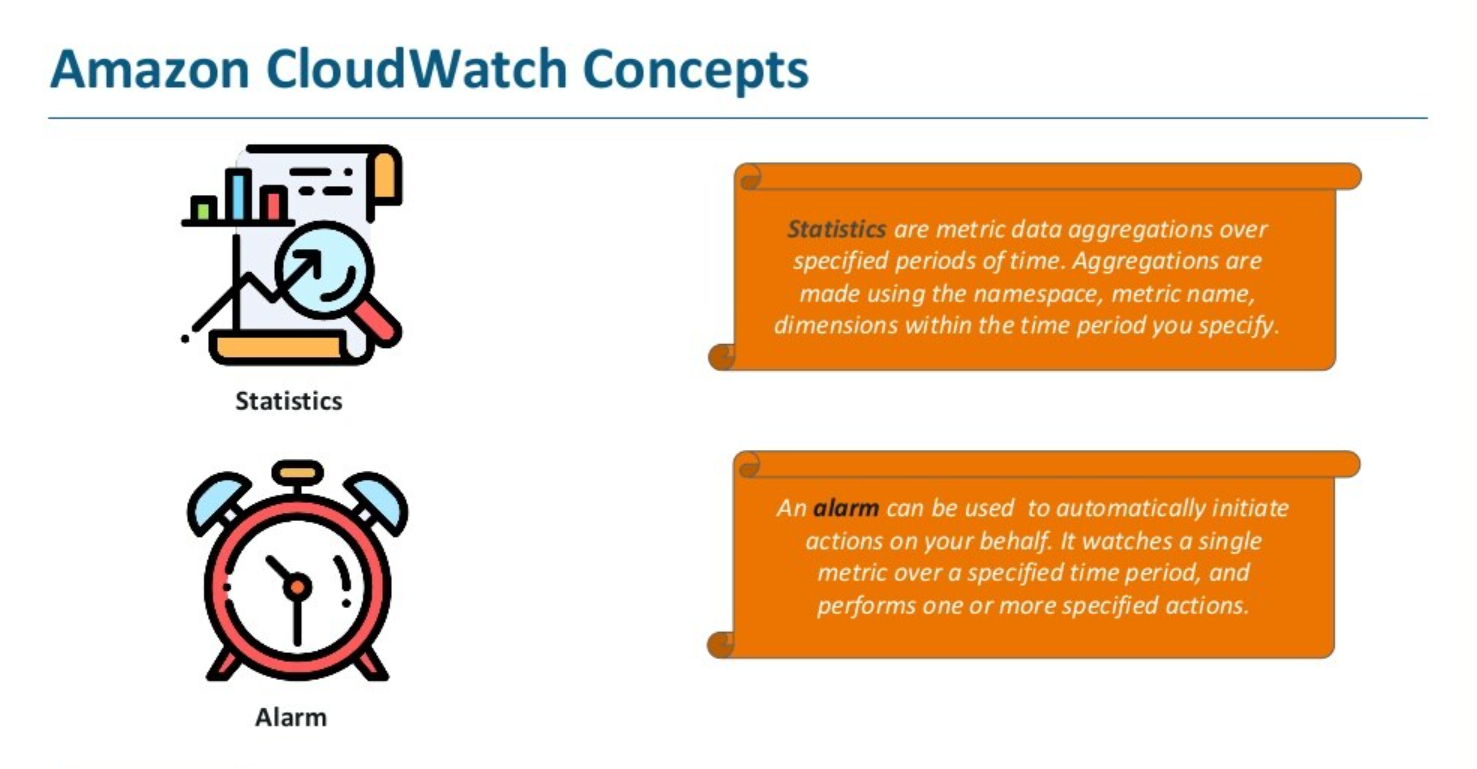 Amazon CloudWatch Concepts
Statistics are metric data aggregations over
specified periods of time. Aggregations are
made using the namespace, metric name,
dimensions within the time period you specify.
Statistics
An alarm can be used  to automatically initiate
actions on your behalf. It watches a single
metric over a specified time period, and
performs one or more specified actions.
Alarm